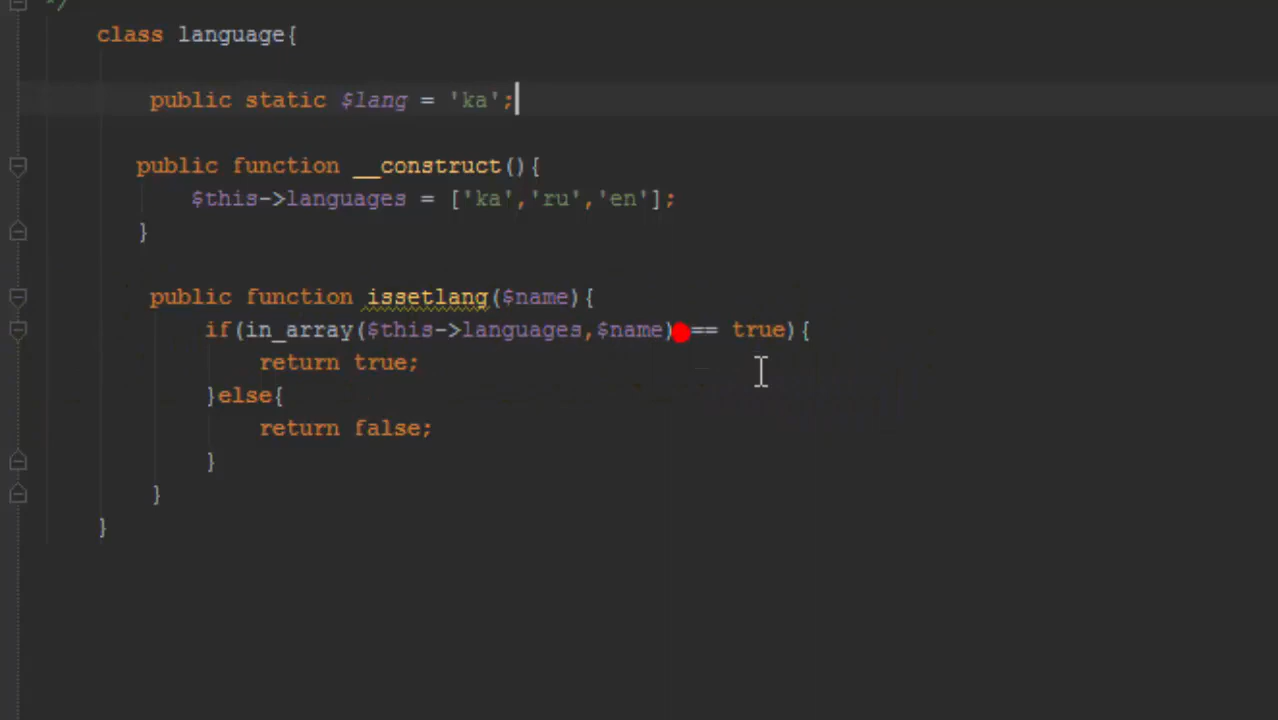 */
class language{
public static $lang = 'ka';
public function __construct(){
$this->languages = ['ka','ru','en'];
}
public function issetlang($name){
if(in_array($this->languages,$name) == true){
return true;
}else{
return false;
}
}
}